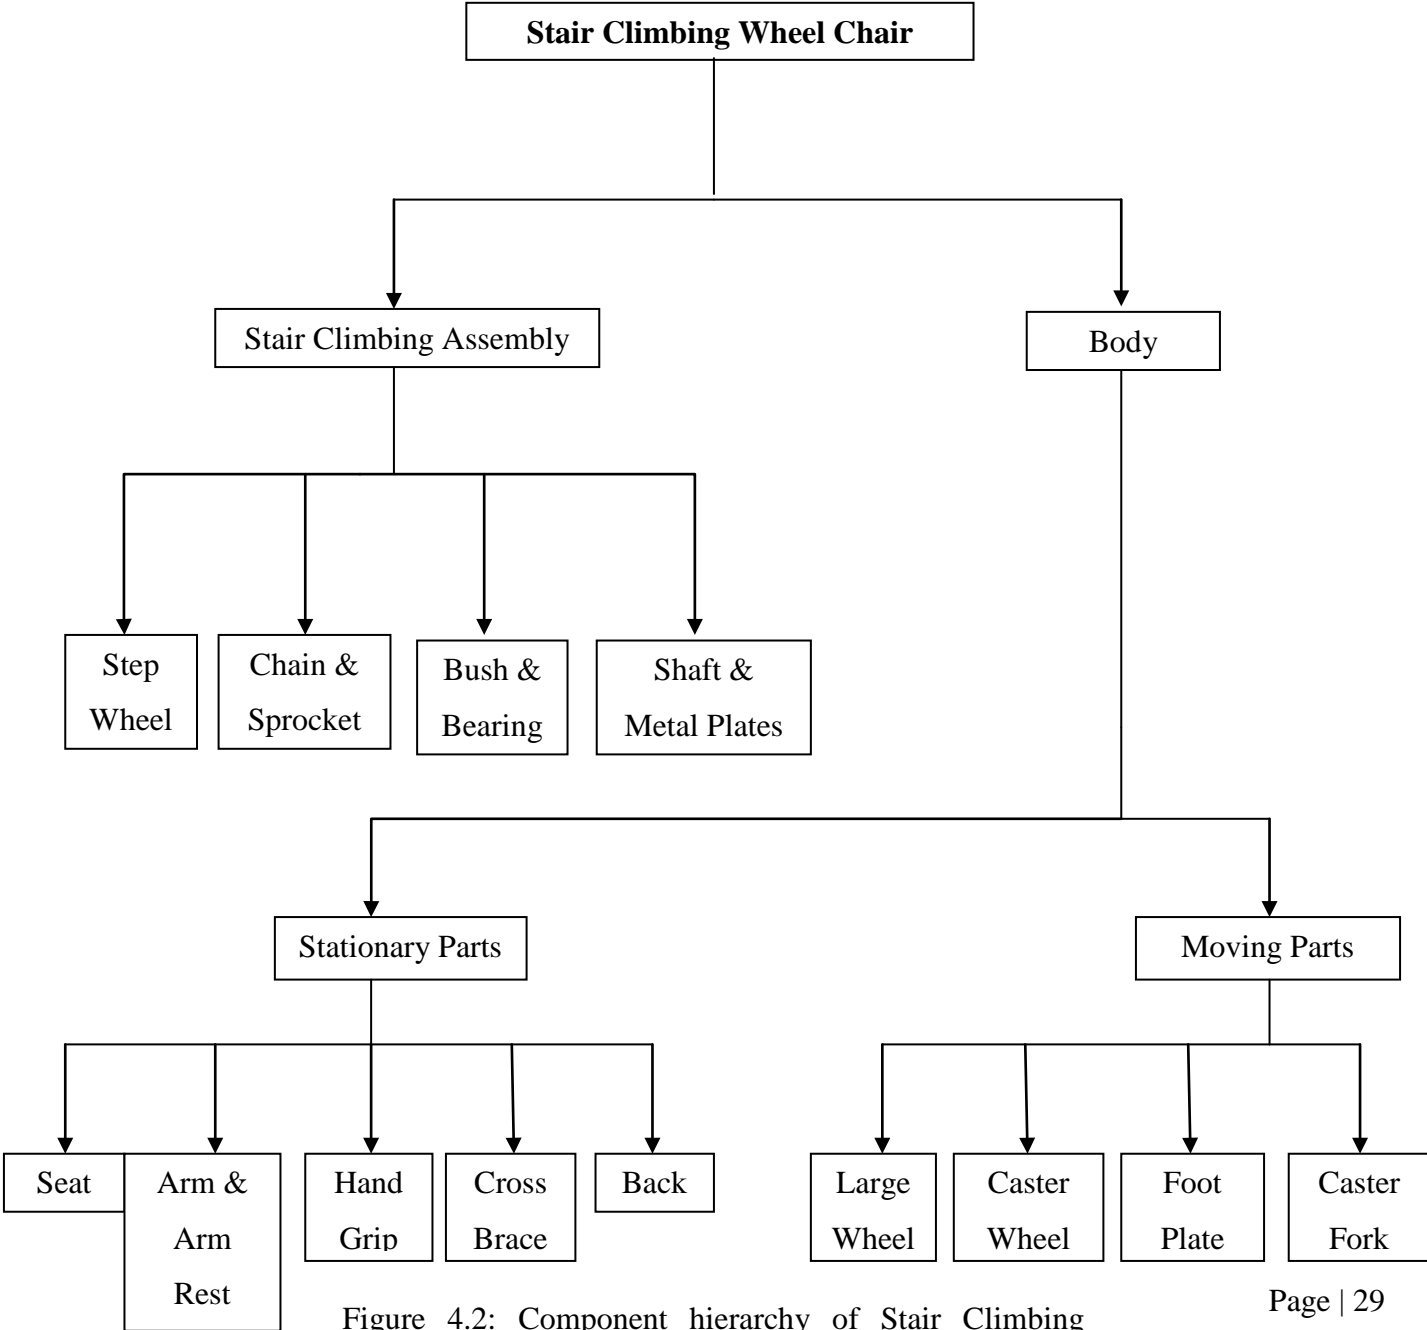 Stair Climbing Wheel Chair
Stair Climbing Assembly
Body
Step
Wheel
Chain &
Sprocket
Bush &
Bearing
Shaft &
Metal Plates
Stationary Parts
Moving Parts
Seat
Arm &
Arm
Rest
Hand
Grip
Cross
Brace
Back
Large
Wheel
Caster
Wheel
Foot
Plate
Caster
Fork
Figure 4.2: Component hierarchy of Stair Climbing
Page | 29